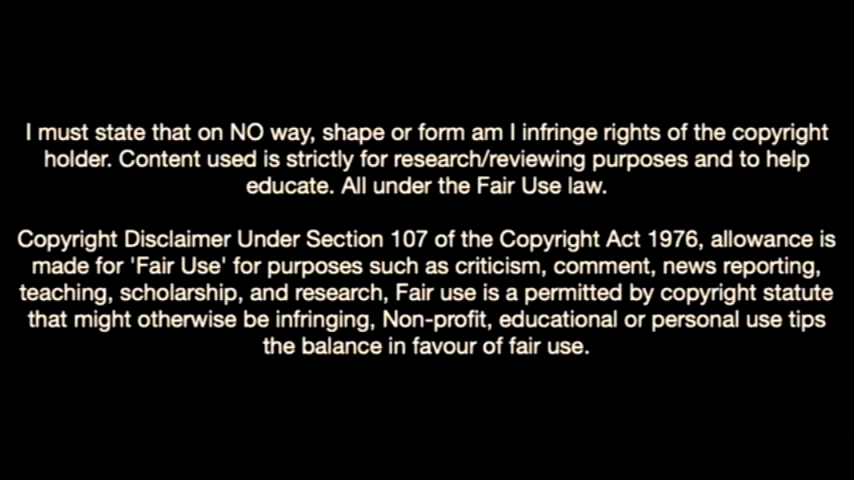 I must state that on NO way, shape or form am I infringe rights of the copyright
holder. Content used is strictly for research/reviewing purposes and to help
educate. All under the Fair Use law.
Copyright Disclaimer Under Section 107 of the Copyright Act 1976, allowance is
made for 'Fair Use' for purposes such as criticism, comment, news reporting,
teaching, scholarship, and research, Fair use is a permitted by copyright statute
that might otherwise be infringing, Non-profit, educational or personal use tips
the balance in favour of fair use.